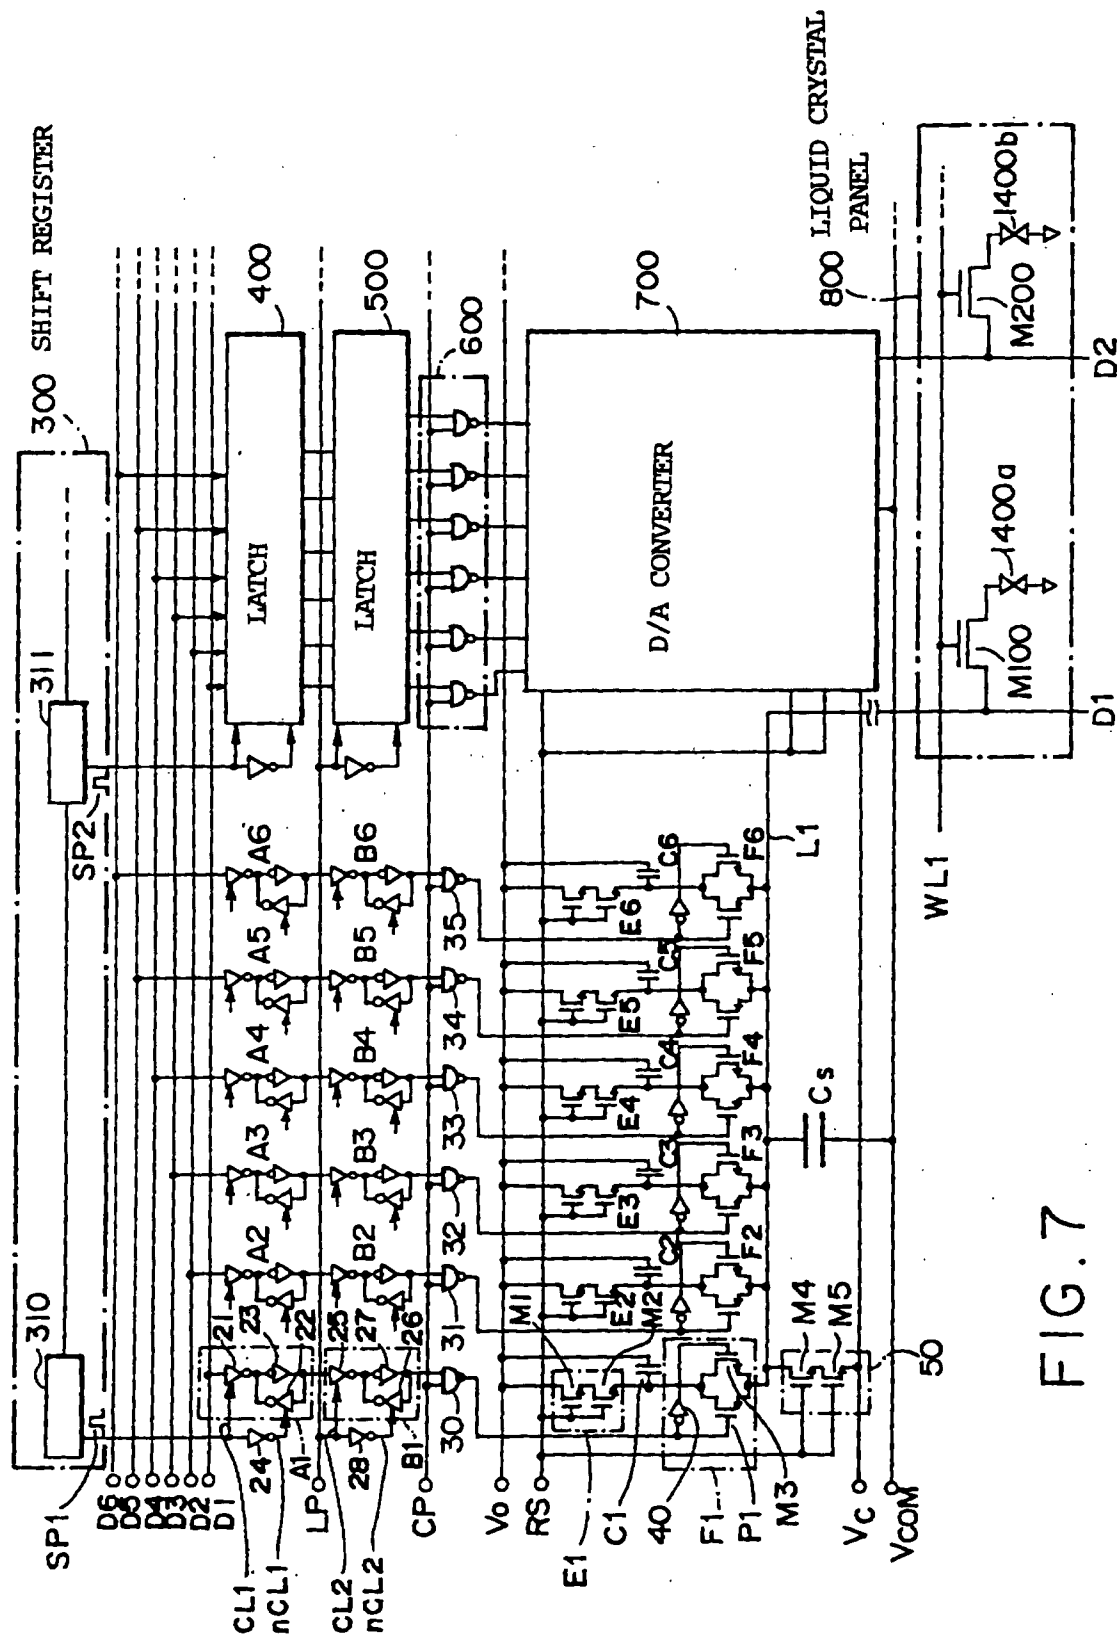 300 SHIFT REGISTER
310
311
SP1
SP2
D6
D5
D4
D3
D2
D1
400
LATCH
21
23
22
A2
A3
A4
A5
A6
CL1
24
A1
nCL1
LP
500
LATCH
25
27
26
B2
B3
B4
B5
B6
CL2
28
B1
nCL2
CP
600
30
31
32
33
34
35
Vo
RS
M1
M2
E1
E2
E3
E4
E5
E6
C1
C2
C3
C4
C5
C6
40
F1
F2
F3
F4
F5
F6
P1
M3
L1
700
D/A CONVERTER
M4
M5
50
Cs
VC
VCOM
800 LIQUID CRYSTAL
PANEL
WL1
M100
1400a
M200
1400b
D1
D2
FIG. 7